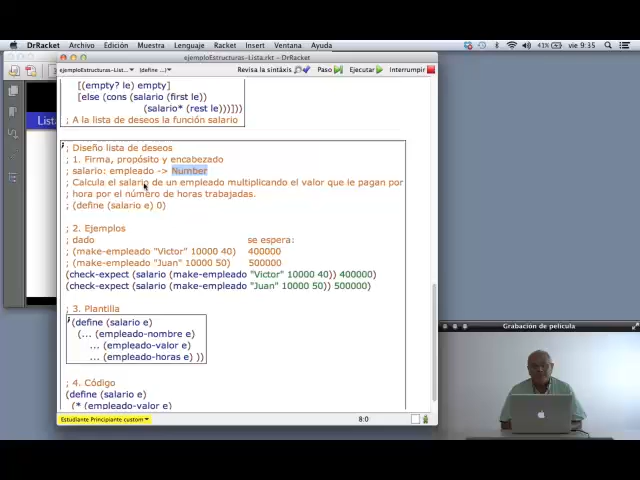 DrRacket Archivo Edición Muestra Lenguaje Racket Insert Ventana Ayuda 41% vie 9:35
ejemploEstructuras-Lista.rkt - DrRacket
ejemploEstructuras-List... (define ...) Revisa la sintáxis Paso Ejecutar Interrumpir
[(empty? le) empty]
[else (cons (salario (first le))
(salario* (rest le)))]))
; A la lista de deseos la función salario
List
; Diseño lista de deseos
; 1. Firma, propósito y encabezado
; salario: empleado -> Number
; Calcula el salario de un empleado multiplicando el valor que le pagan por
; hora por el número de horas trabajadas.
; (define (salario e) 0)
; 2. Ejemplos
; dado se espera:
; (make-empleado "Victor" 10000 40) 400000
; (make-empleado "Juan" 10000 50) 500000
(check-expect (salario (make-empleado "Victor" 10000 40)) 400000)
(check-expect (salario (make-empleado "Juan" 10000 50)) 500000)
; 3. Plantilla
; (define (salario e)
(... (empleado-nombre e)
... (empleado-valor e)
... (empleado-horas e) ))
; 4. Código
(define (salario e)
(* (empleado-valor e)
Estudiante Principiante custom 8:0
Grabación de película